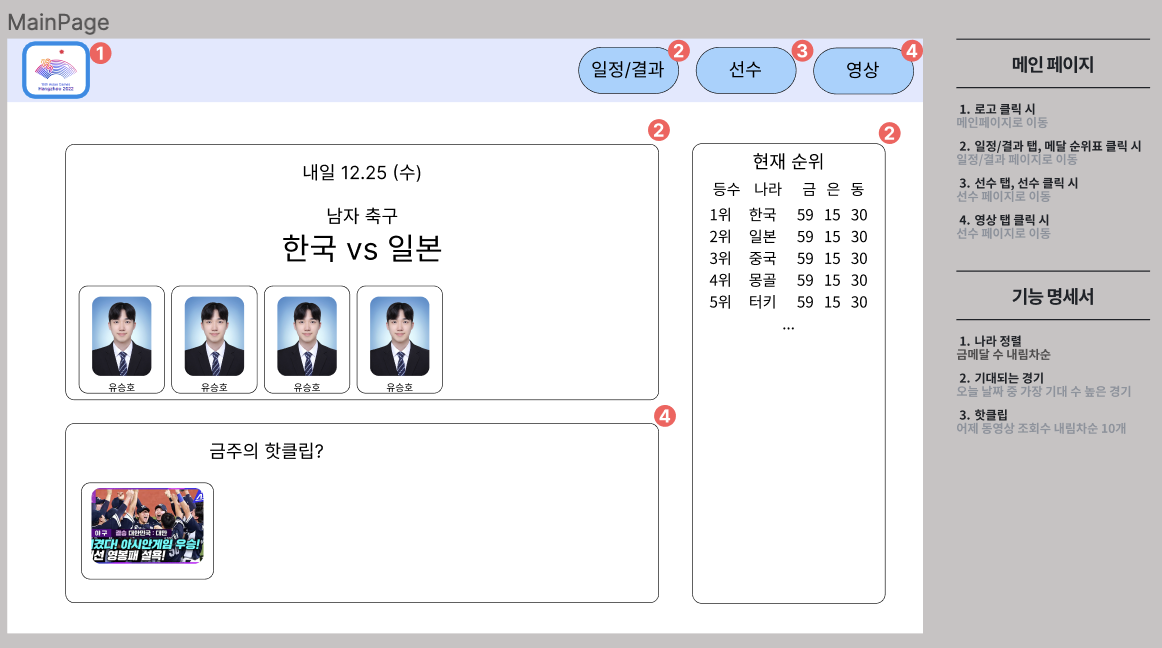 MainPage
19th Asian Games
Hangzhou 2022
1
일정/결과
2
선수
3
영상
4
2
내일 12.25 (수)
남자 축구
한국 vs 일본
유승호
유승호
유승호
유승호
4
금주의 핫클립?
야구 결승 대한민국 : 대만
겼다! 아시안게임 우승!
선 영봉패 설욕!
2
현재 순위
등수 나라 금 은 동
1위 한국 59 15 30
2위 일본 59 15 30
3위 중국 59 15 30
4위 몽골 59 15 30
5위 터키 59 15 30
...
메인 페이지
1. 로고 클릭 시
메인페이지로 이동
2. 일정/결과 탭, 메달 순위표 클릭 시
일정/결과 페이지로 이동
3. 선수 탭, 선수 클릭 시
선수 페이지로 이동
4. 영상 탭 클릭 시
선수 페이지로 이동
기능 명세서
1. 나라 정렬
금메달 수 내림차순
2. 기대되는 경기
오늘 날짜 중 가장 기대 수 높은 경기
3. 핫클립
어제 동영상 조회수 내림차순 10개